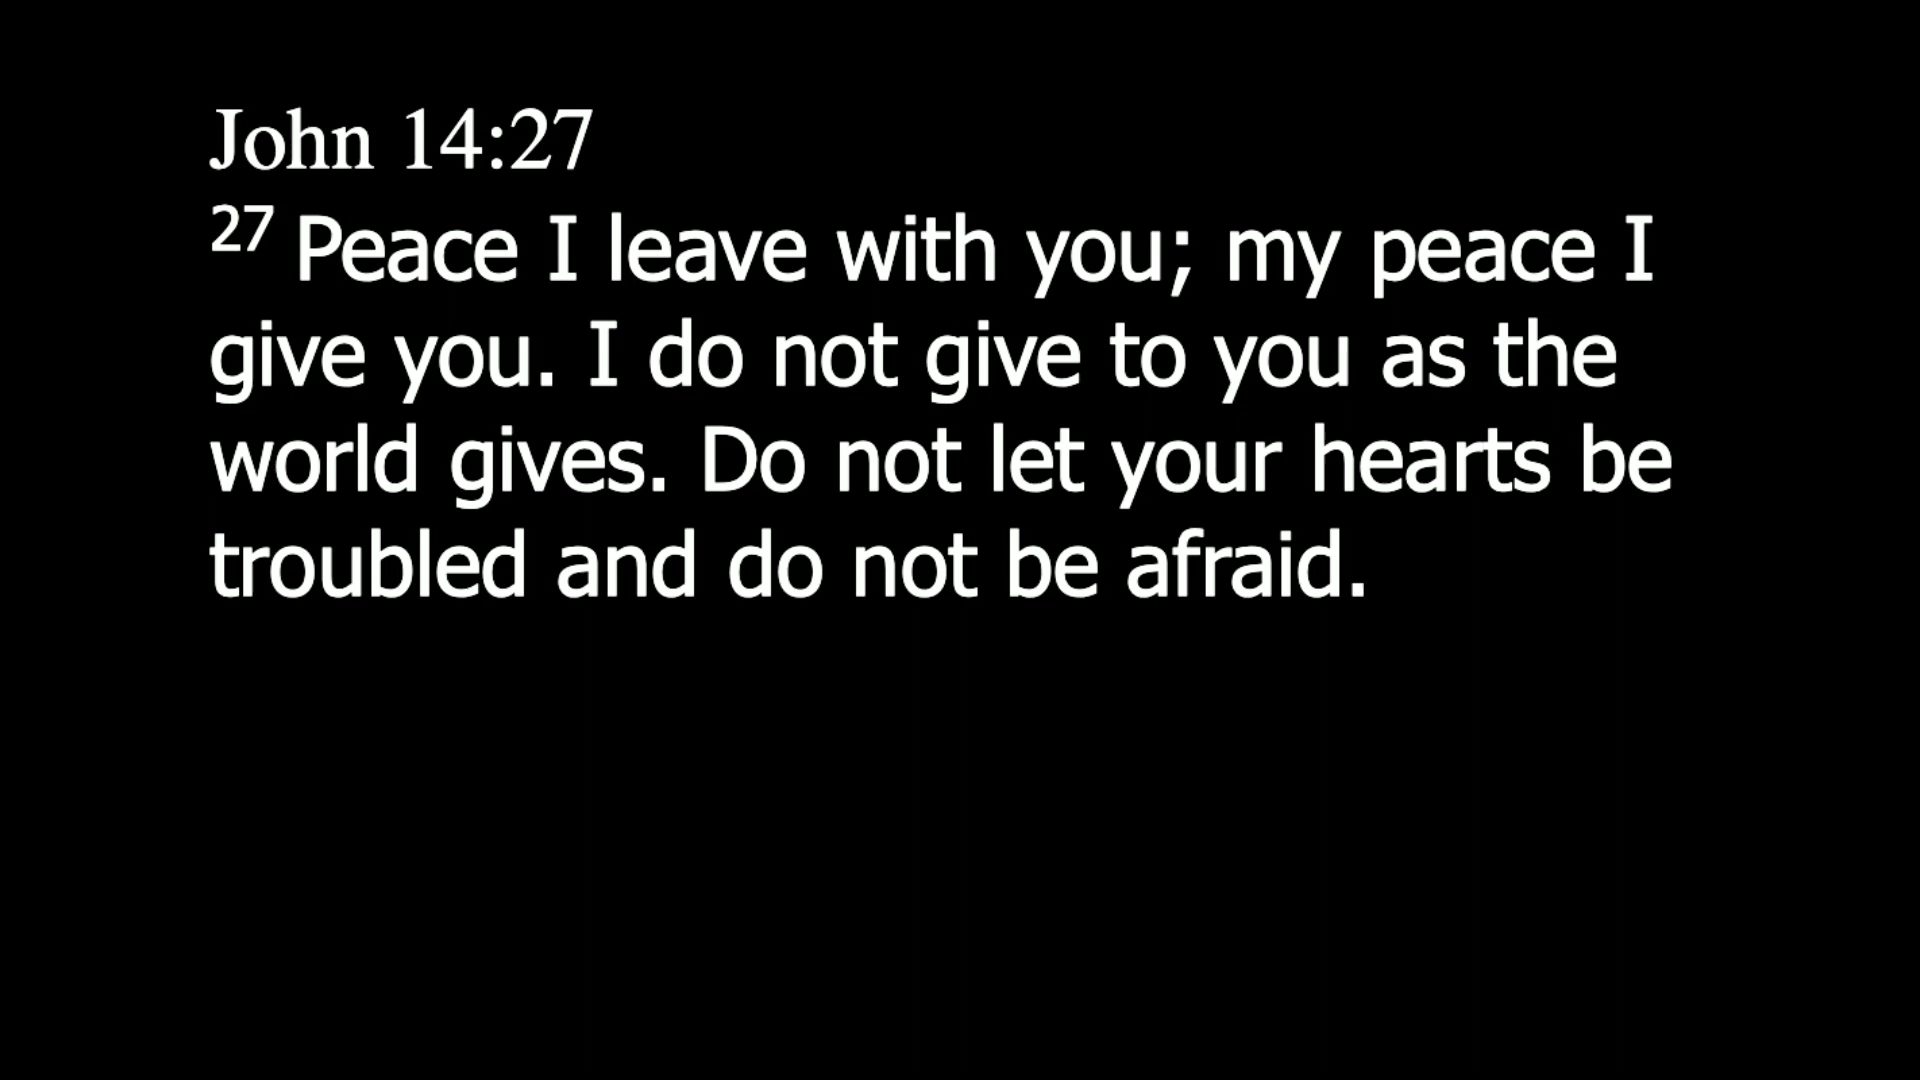 John 14:27
27 Peace I leave with you; my peace I
give you. I do not give to you as the
world gives. Do not let your hearts be
troubled and do not be afraid.